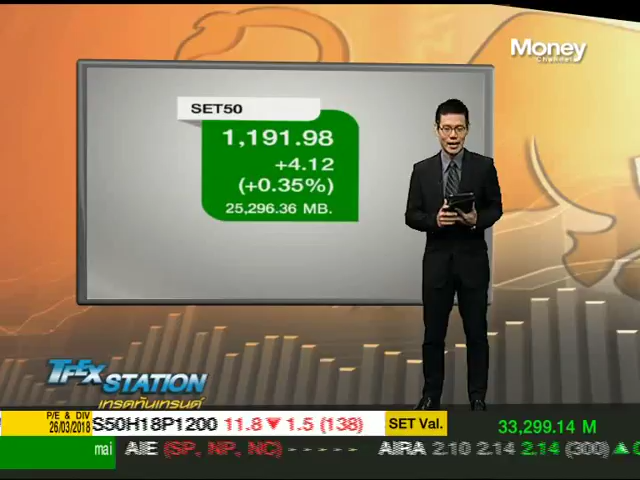 Money
Channel
SET50
1,191.98
+4.12
(+0.35%)
25,296.36 MB.
TFEX STATION
เทรดทันเทรนด์
P/E & DIV
26/03/2018
S50H18P1200 11.8▼ 1.5 (138)
SET Val.
33,299.14 M
mai
AIE (SP, NP, NC)
AIRA 2.10 2.14 2.14 (300) ▲